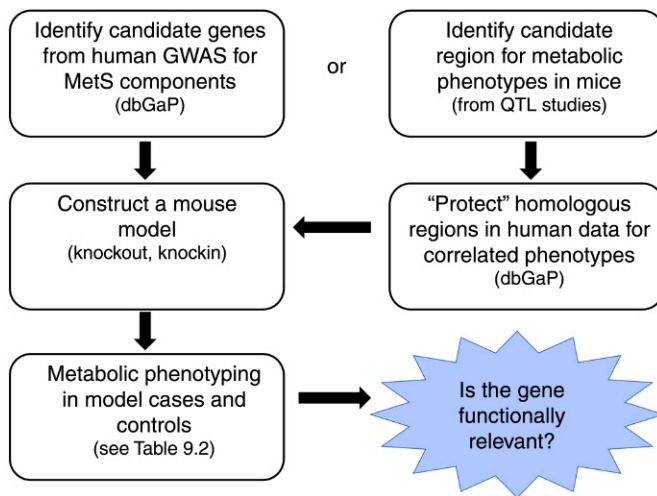 Identify candidate genes
from human GWAS for
MetS components
(dbGaP)
or
Identify candidate
region for metabolic
phenotypes in mice
(from QTL studies)
Construct a mouse
model
(knockout, knockin)
“Protect” homologous
regions in human data for
correlated phenotypes
(dbGaP)
Metabolic phenotyping
in model cases and
controls
(see Table 9.2)
Is the gene
functionally
relevant?